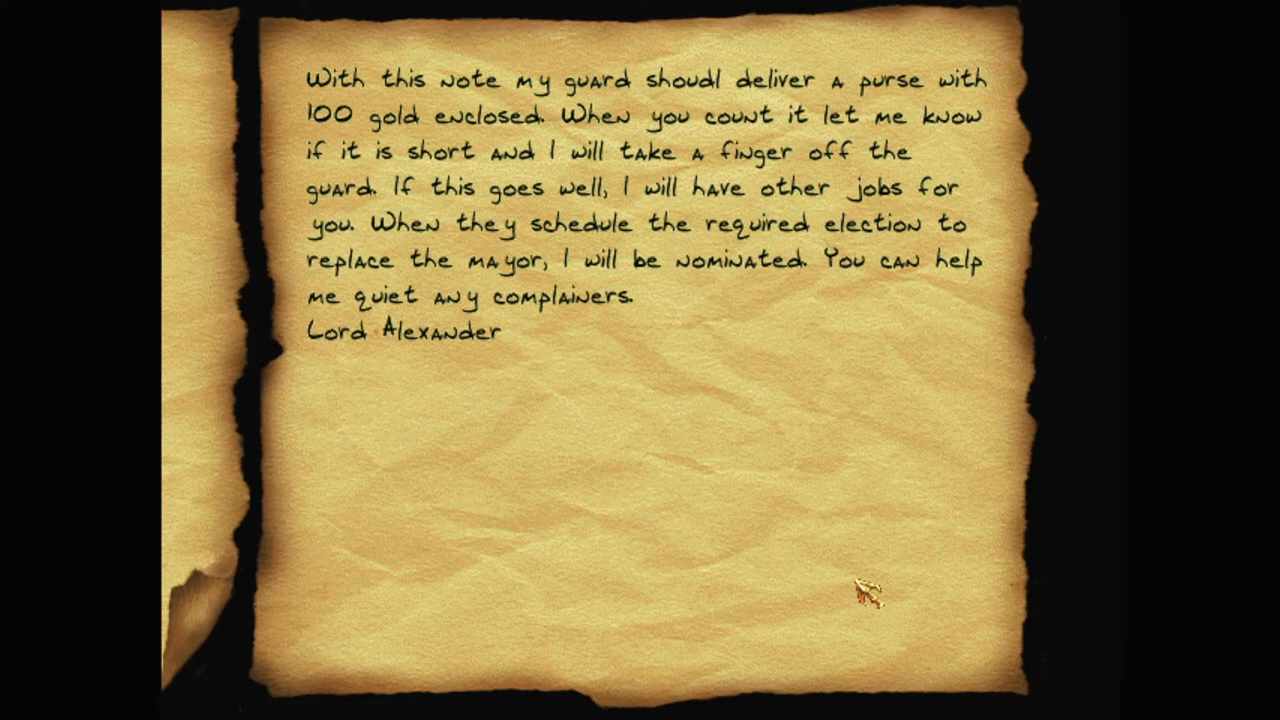 With this note my guard shoudl deliver a purse with
100 gold enclosed. When you count it let me know
if it is short and I will take a finger off the
guard. If this goes well, I will have other jobs for
you. When they schedule the required election to
replace the mayor, I will be nominated. You can help
me quiet any complainers.
Lord Alexander